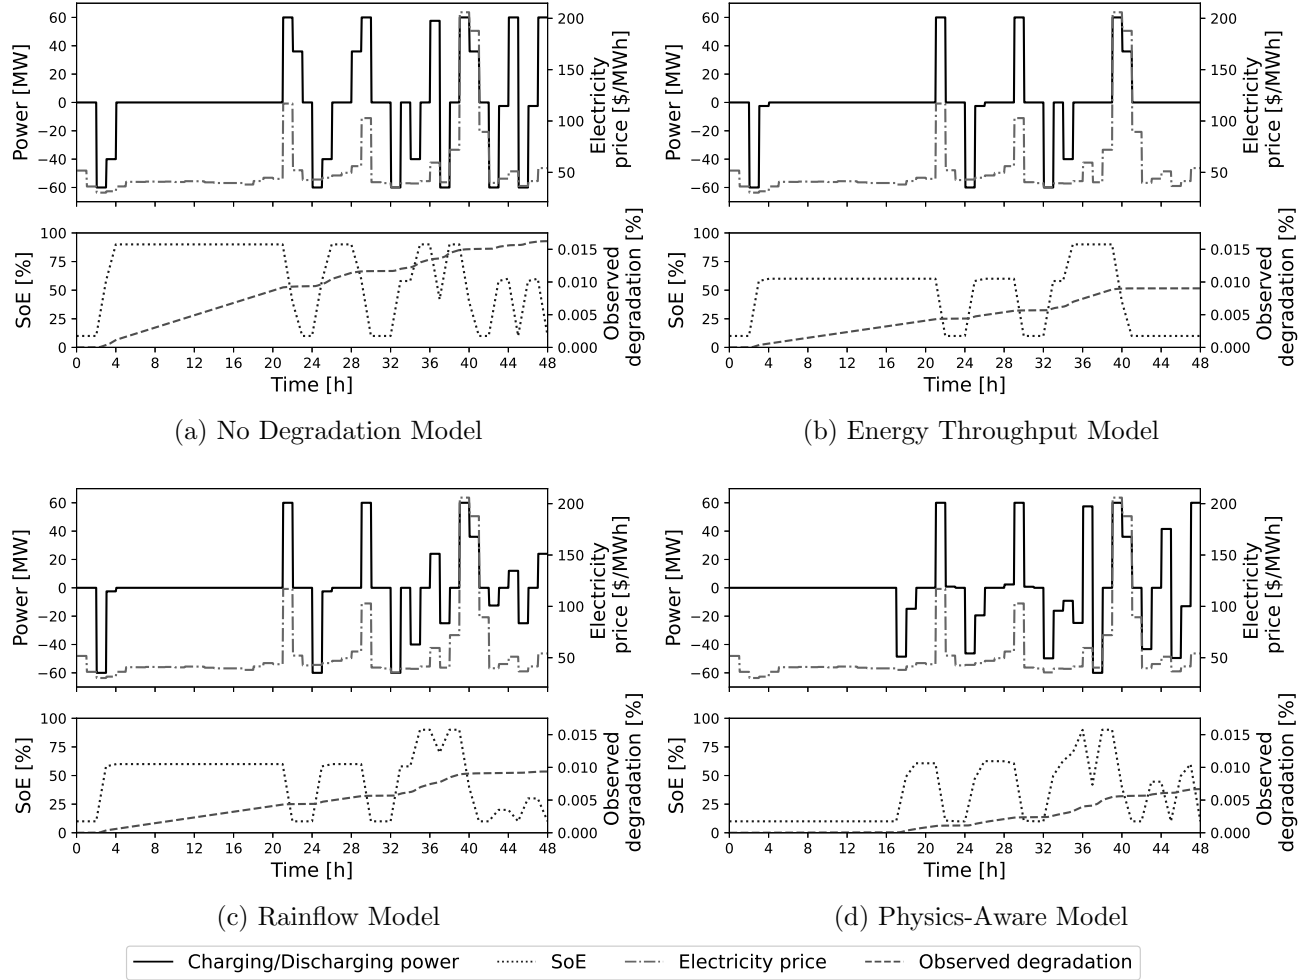 60
40
20
0
−20
−40
−60
Power [MW]
200
150
100
50
Electricity
price [$/MWh]
60
40
20
0
−20
−40
−60
Power [MW]
200
150
100
50
Electricity
price [$/MWh]
100
75
50
25
0
SoE [%]
0.015
0.010
0.005
0.000
Observed
degradation [%]
0 4 8 12 16 20 24 28 32 36 40 44 48
Time [h]
100
75
50
25
0
SoE [%]
0.015
0.010
0.005
0.000
Observed
degradation [%]
0 4 8 12 16 20 24 28 32 36 40 44 48
Time [h]
(a) No Degradation Model
(b) Energy Throughput Model
60
40
20
0
−20
−40
−60
Power [MW]
200
150
100
50
Electricity
price [$/MWh]
60
40
20
0
−20
−40
−60
Power [MW]
200
150
100
50
Electricity
price [$/MWh]
100
75
50
25
0
SoE [%]
0.015
0.010
0.005
0.000
Observed
degradation [%]
0 4 8 12 16 20 24 28 32 36 40 44 48
Time [h]
100
75
50
25
0
SoE [%]
0.015
0.010
0.005
0.000
Observed
degradation [%]
0 4 8 12 16 20 24 28 32 36 40 44 48
Time [h]
(c) Rainflow Model
(d) Physics-Aware Model
Charging/Discharging power SoE Electricity price Observed degradation